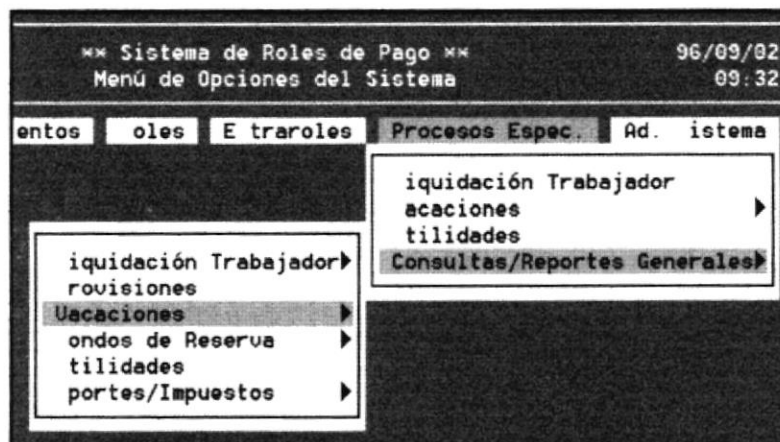 ** Sistema de Roles de Pago **    96/09/02
Menú de Opciones del Sistema    09:32
entos    oles    E traroles    Procesos Espec.    Ad.  istema
iquidación Trabajador
acaciones
tilidades
Consultas/Reportes Generales
iquidación Trabajador
rovisiones
Vacaciones
ondos de Reserva
tilidades
portes/Impuestos